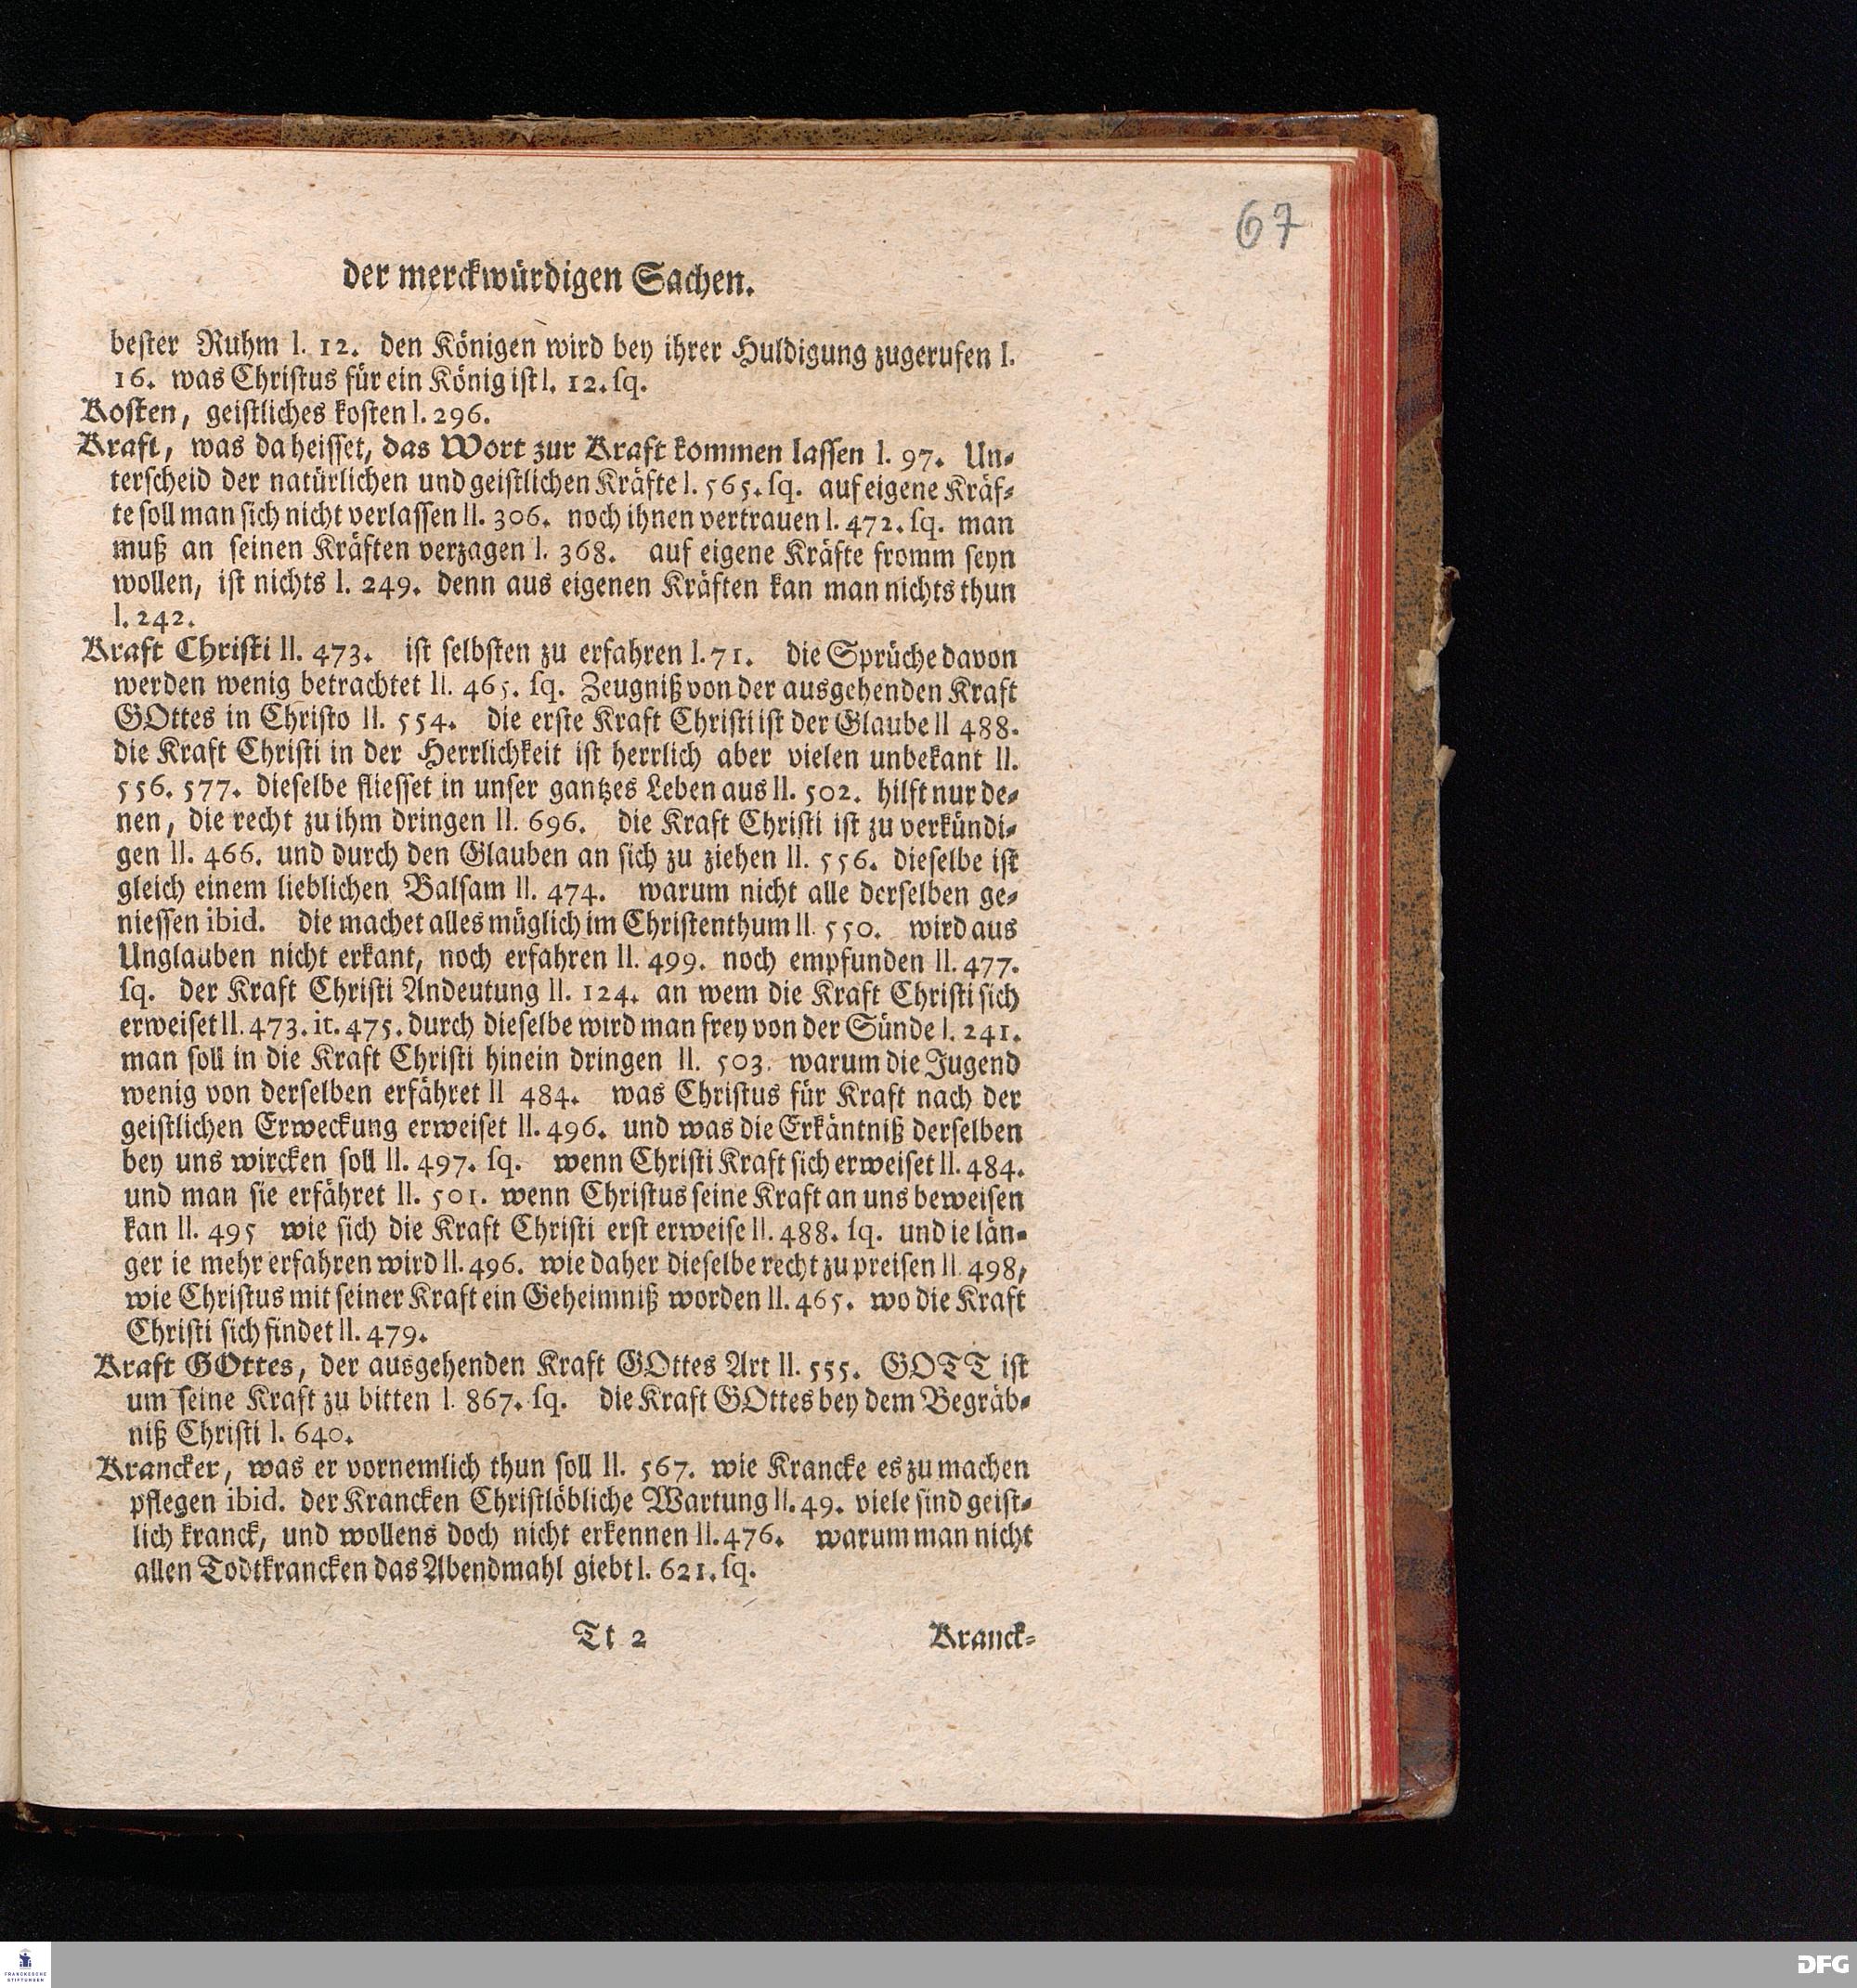 67
der merckwürdigen Sachen.
bester Ruhm I. 12. den Königen wird bey ihrer Huldigung zugerufen I.
16. was Christus für ein König ist I. 12. sq.
Kosten, geistliches kosten I. 296.
Kraft, was da heisset, das Wort zur Kraft kommen lassen I. 97. Un-
terscheid der natürlichen und geistlichen Kräfte I. 565. sq. auf eigene Kräf-
te soll man sich nicht verlassen II. 306. noch ihnen vertrauen I. 472. sq. man
muß an seinen Kräften verzagen I. 368. auf eigene Kräfte fromm seyn
wollen, ist nichts I. 249. denn aus eigenen Kräften kan man nichts thun
I. 242.
Kraft Christi II. 473. ist selbsten zu erfahren I. 71. die Sprüche davon
werden wenig betrachtet II. 465. sq. Zeugniß von der ausgehenden Kraft
GOttes in Christo II. 554. die erste Kraft Christi ist der Glaube II 488.
die Kraft Christi in der Herrlichkeit ist herrlich aber vielen unbekant II.
556. 577. dieselbe fliesset in unser gantzes Leben aus II. 502. hilft nur de-
nen, die recht zu ihm dringen II. 696. die Kraft Christi ist zu verkündi-
gen II. 466. und durch den Glauben an sich zu ziehen II. 556. dieselbe ist
gleich einem lieblichen Balsam II. 474. warum nicht alle derselben ge-
niessen ibid. die machet alles müglich im Christenthum II. 550. wird aus
Unglauben nicht erkant, noch erfahren II. 499. noch empfunden II. 477.
sq. der Kraft Christi Andeutung II. 124. an wem die Kraft Christi sich
erweiset II. 473. it. 475. durch dieselbe wird man frey von der Sünde I. 241.
man soll in die Kraft Christi hinein dringen II. 503. warum die Jugend
wenig von derselben erfähret II 484. was Christus für Kraft nach der
geistlichen Erweckung erweiset II. 496. und was die Erkäntniß derselben
bey uns wircken soll II. 497. sq. wenn Christi Kraft sich erweiset II. 484.
und man sie erfähret II. 501. wenn Christus seine Kraft an uns beweisen
kan II. 495 wie sich die Kraft Christi erst erweise II. 488. sq. und ie län-
ger ie mehr erfahren wird II. 496. wie daher dieselbe recht zu preisen II 498,
wie Christus mit seiner Kraft ein Geheimniß worden II. 465. wo die Kraft
Christi sich findet II. 479.
Kraft GOttes, der ausgehenden Kraft GOttes Art II. 555. GOTT ist
um seine Kraft zu bitten I. 867. sq. die Kraft GOttes bey dem Begräb-
niß Christi I. 640.
Krancker, was er vornemlich thun soll II. 567. wie Krancke es zu machen
pflegen ibid. der Krancken Christlöbliche Wartung II. 49. viele sind geist-
lich kranck, und wollens doch nicht erkennen II. 476. warum man nicht
allen Todtkrancken das Abendmahl giebt I. 621. sq.
Tt 2 Kranck-
FRANCKESCHE
STIFTUNGEN
DFG